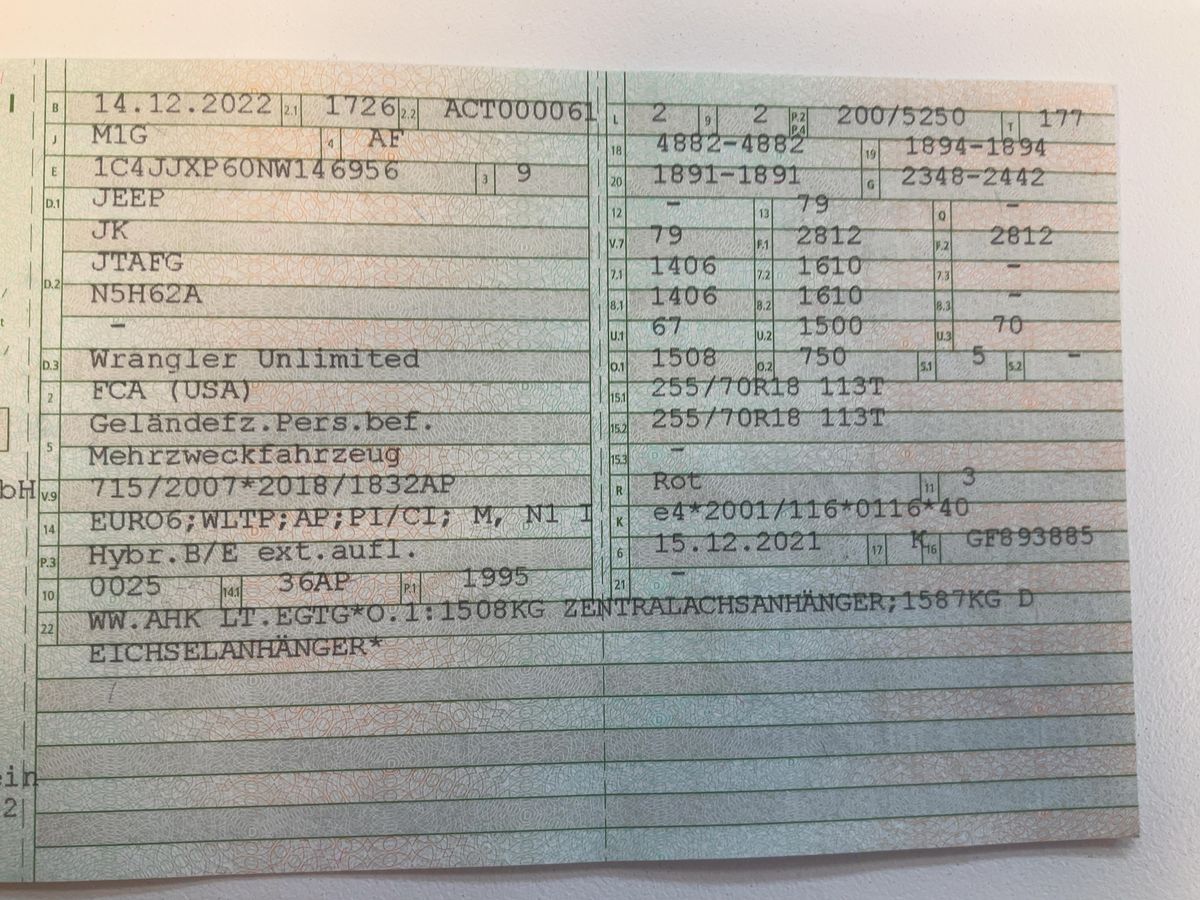 B 14.12.2022 2.1 1726 2.2 ACT000061
J M1G 4 AF
E 1C4JJXP60NW146956 3 9
D.1 JEEP
JK
D.2 JTAFG
N5H62A
–
D.3 Wrangler Unlimited
2 FCA (USA)
Geländefz.Pers.bef.
5 Mehrzweckfahrzeug
bH V.9 715/2007*2018/1832AP
14 EURO6;WLTP;AP;PI/CI; M, N1 I
P.3 Hybr.B/E ext.aufl.
10 0025 14.1 36AP P.1 1995
L 2 9 2 P.2 P.4 200/5250 T 177
18 4882-4882 19 1894-1894
20 1891-1891 G 2348-2442
12 – 13 79 Q –
V.7 79 F.1 2812 F.2 2812
7.1 1406 7.2 1610 7.3 –
8.1 1406 8.2 1610 8.3 –
U.1 67 U.2 1500 U.3 70
O.1 1508 O.2 750 S.1 5 S.2 –
15.1 255/70R18 113T
15.2 255/70R18 113T
15.3 –
R Rot 11 3
K e4*2001/116*0116*40
6 15.12.2021 17 K 16 GF893885
21 –
22 WW.AHK LT.EGTG*O.1:1508KG ZENTRALACHSANHÄNGER;1587KG D
EICHSELANHÄNGER*
ein
2